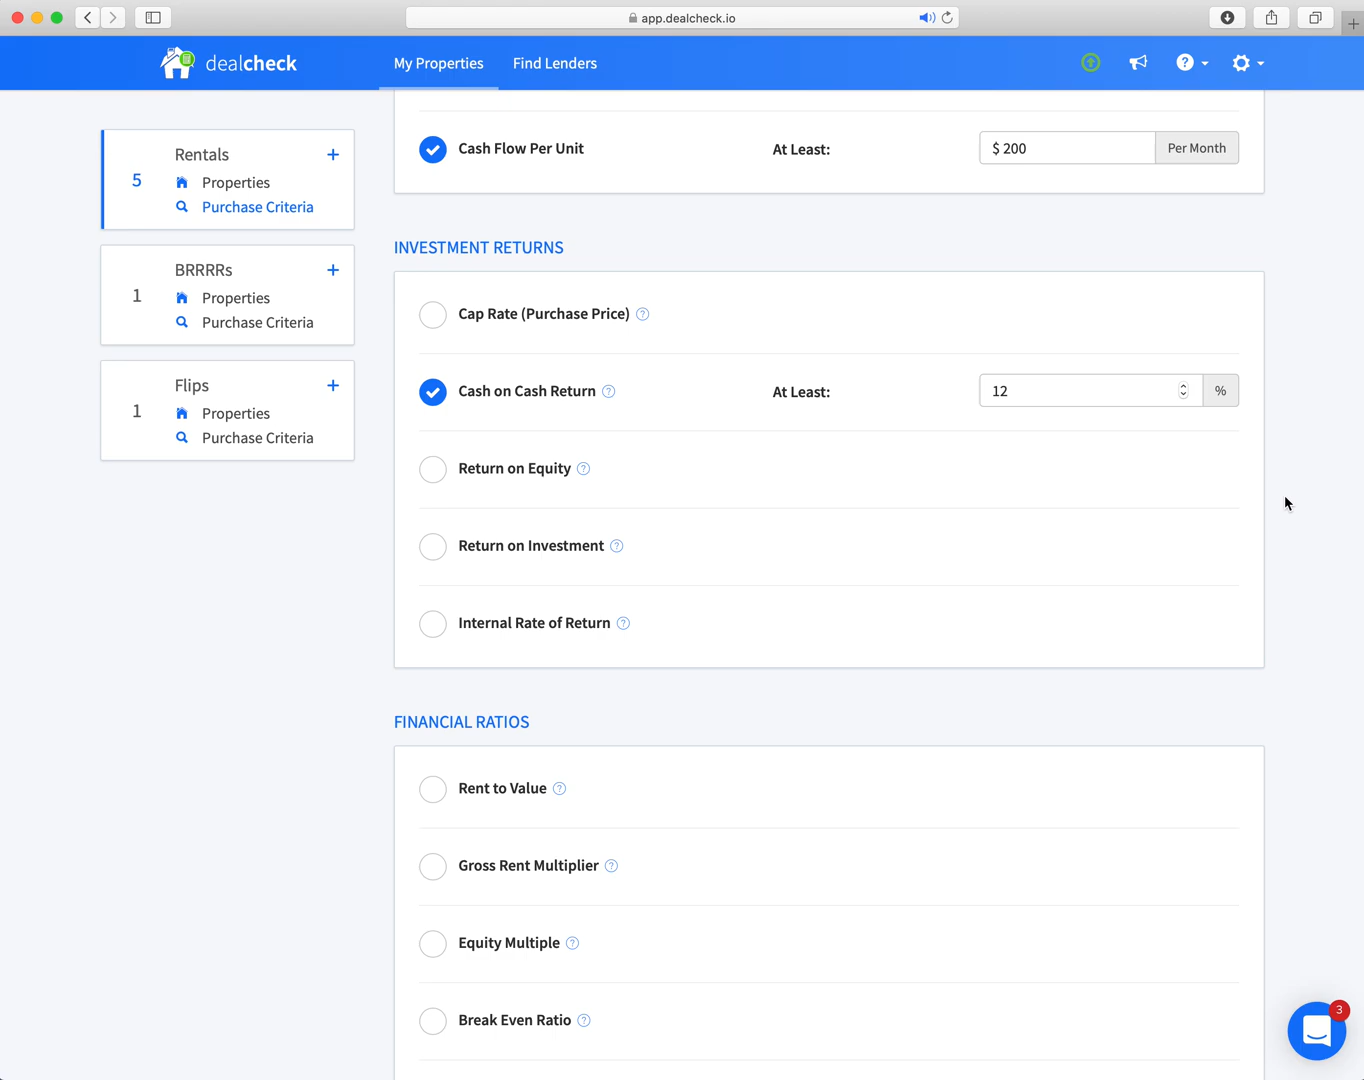 app.dealcheck.io
dealcheck
My Properties
Find Lenders
Rentals
5
Properties
Purchase Criteria
BRRRRs
1
Properties
Purchase Criteria
Flips
1
Properties
Purchase Criteria
Cash Flow Per Unit At Least: $ 200 Per Month
INVESTMENT RETURNS
Cap Rate (Purchase Price) ?
Cash on Cash Return ? At Least: 12 %
Return on Equity ?
Return on Investment ?
Internal Rate of Return ?
FINANCIAL RATIOS
Rent to Value ?
Gross Rent Multiplier ?
Equity Multiple ?
Break Even Ratio ?
3